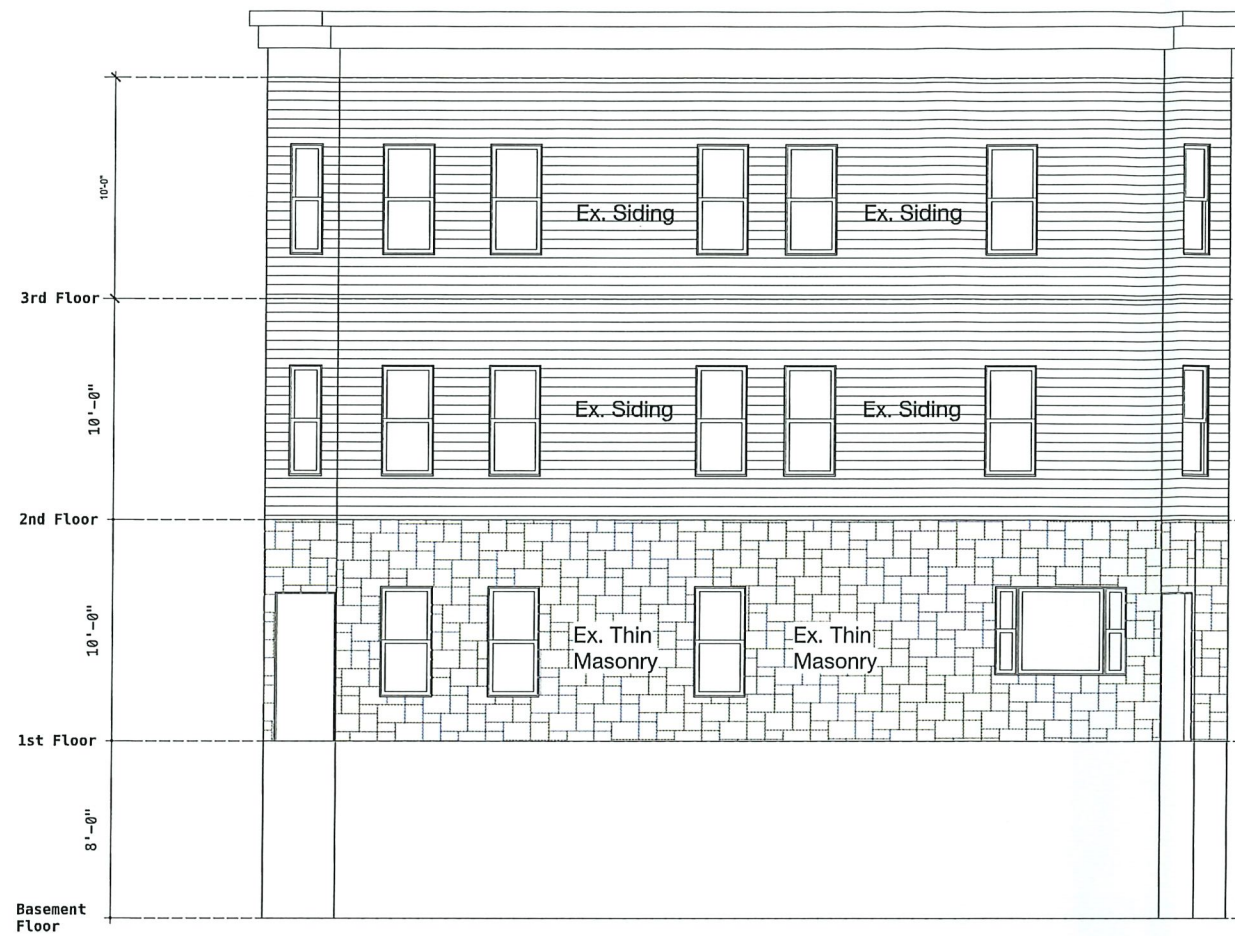 10'-0"
Ex. Siding
Ex. Siding
3rd Floor
10'-0"
Ex. Siding
Ex. Siding
2nd Floor
10'-0"
Ex. Thin
Masonry
Ex. Thin
Masonry
1st Floor
8'-0"
Basement
Floor